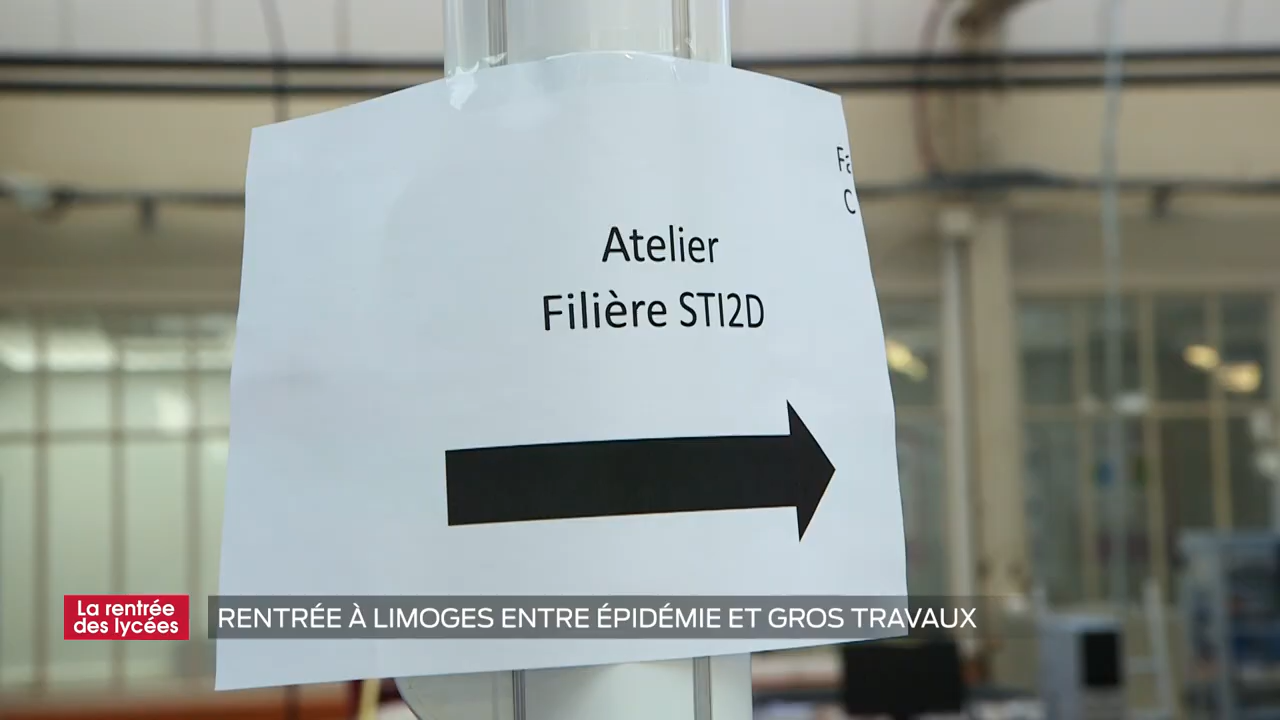 Atelier
Filière STI2D
La rentrée
des lycées
RENTRÉE À LIMOGES ENTRE ÉPIDÉMIE ET GROS TRAVAUX